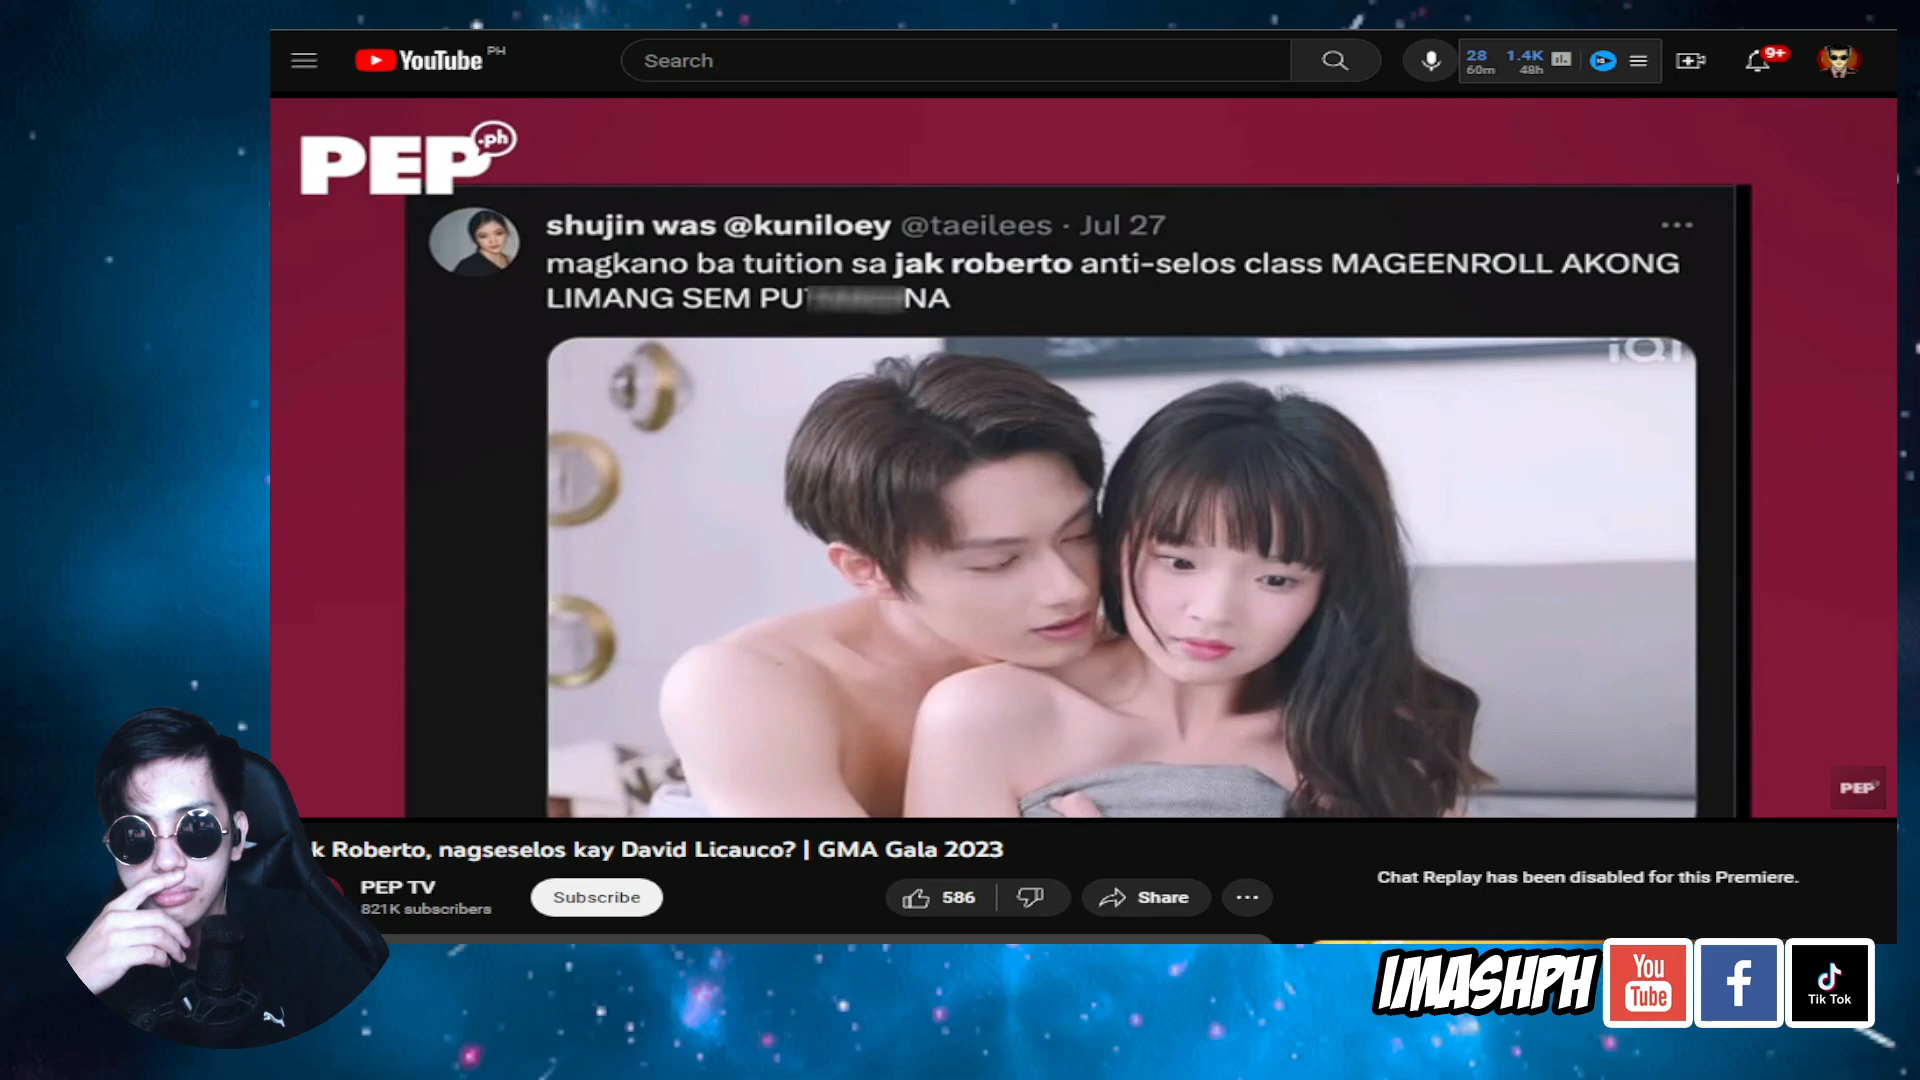 YouTube PH
Search
28 60m 1.4K 48h
9+
PEP.ph
shujin was @kuniloey @taeilees · Jul 27
magkano ba tuition sa jak roberto anti-selos class MAGEENROLL AKONG
LIMANG SEM PU NA
iQI
PEP
k Roberto, nagseselos kay David Licauco? | GMA Gala 2023
PEP TV
821K subscribers
Subscribe
586
Share
Chat Replay has been disabled for this Premiere.
IMASHPH
You Tube
f
Tik Tok